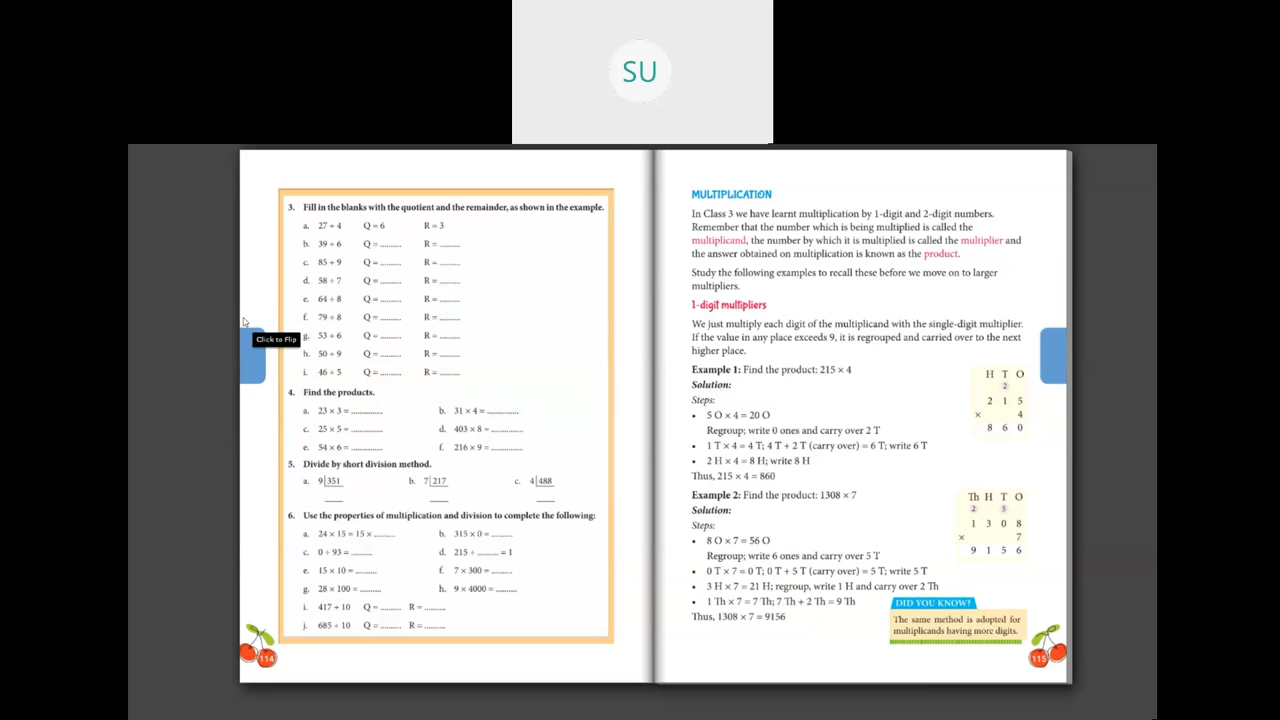 SU
3. Fill in the blanks with the quotient and the remainder, as shown in the example.
a. 27 ÷ 4 Q = 6 R = 3
b. 39 ÷ 6 Q = .......... R = ..........
c. 85 ÷ 9 Q = .......... R = ..........
d. 58 ÷ 7 Q = .......... R = ..........
e. 64 ÷ 8 Q = .......... R = ..........
f. 79 ÷ 8 Q = .......... R = ..........
Click to Flip
g. 53 ÷ 6 Q = .......... R = ..........
h. 50 ÷ 9 Q = .......... R = ..........
i. 46 ÷ 5 Q = .......... R = ..........
4. Find the products.
a. 23 × 3 = ............... b. 31 × 4 = ...............
c. 25 × 5 = ............... d. 403 × 8 = ...............
e. 54 × 6 = ............... f. 216 × 9 = ...............
5. Divide by short division method.
a. 9|351 b. 7|217 c. 4|488
6. Use the properties of multiplication and division to complete the following:
a. 24 × 15 = 15 × .......... b. 315 × 0 = ..........
c. 0 ÷ 93 = .......... d. 215 ÷ .......... = 1
e. 15 × 10 = .......... f. 7 × 300 = ..........
g. 28 × 100 = .......... h. 9 × 4000 = ..........
i. 417 ÷ 10 Q = .......... R = ..........
j. 685 ÷ 10 Q = .......... R = ..........
114
MULTIPLICATION
In Class 3 we have learnt multiplication by 1-digit and 2-digit numbers.
Remember that the number which is being multiplied is called the
multiplicand, the number by which it is multiplied is called the multiplier and
the answer obtained on multiplication is known as the product.
Study the following examples to recall these before we move on to larger
multipliers.
1-digit multipliers
We just multiply each digit of the multiplicand with the single-digit multiplier.
If the value in any place exceeds 9, it is regrouped and carried over to the next
higher place.
Example 1: Find the product: 215 × 4
Solution:
Steps:
• 5 O × 4 = 20 O
Regroup; write 0 ones and carry over 2 T
• 1 T × 4 = 4 T; 4 T + 2 T (carry over) = 6 T; write 6 T
• 2 H × 4 = 8 H; write 8 H
Thus, 215 × 4 = 860
H T O
2
2 1 5
× 4
8 6 0
Example 2: Find the product: 1308 × 7
Solution:
Steps:
• 8 O × 7 = 56 O
Regroup; write 6 ones and carry over 5 T
• 0 T × 7 = 0 T; 0 T + 5 T (carry over) = 5 T; write 5 T
• 3 H × 7 = 21 H; regroup, write 1 H and carry over 2 Th
• 1 Th × 7 = 7 Th; 7 Th + 2 Th = 9 Th
Thus, 1308 × 7 = 9156
Th H T O
2 5
1 3 0 8
× 7
9 1 5 6
DID YOU KNOW?
The same method is adopted for
multiplicands having more digits.
115